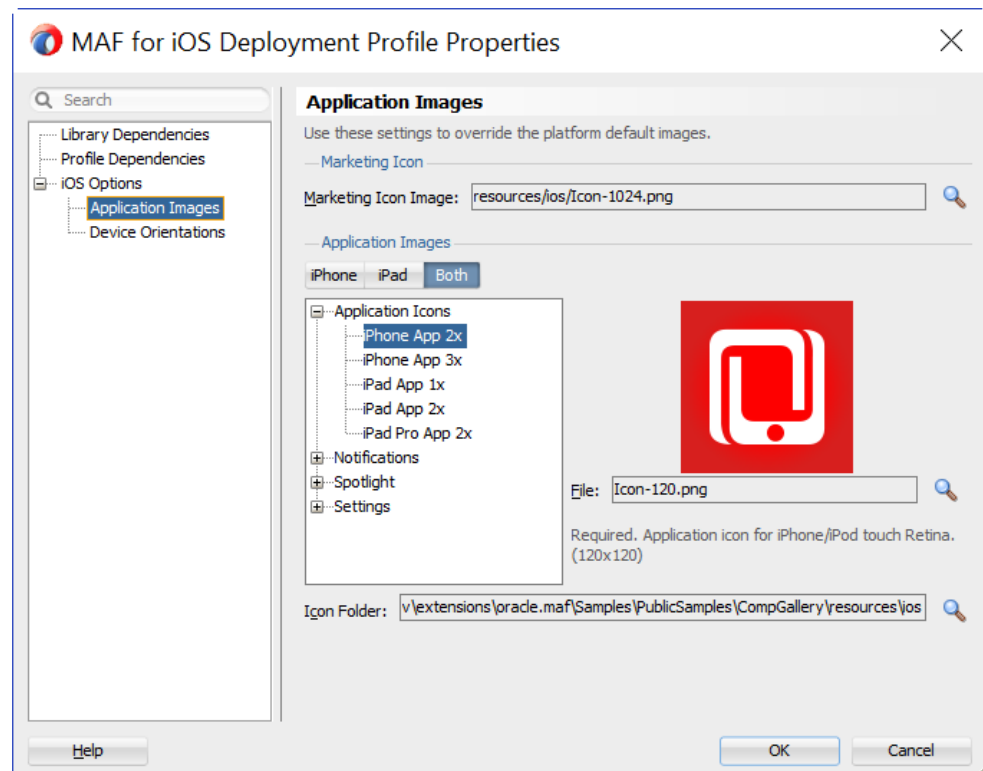 MAF for iOS Deployment Profile Properties
Search
Library Dependencies
Profile Dependencies
iOS Options
Application Images
Device Orientations
Application Images
Use these settings to override the platform default images.
Marketing Icon
Marketing Icon Image: resources/ios/Icon-1024.png
Application Images
iPhone iPad Both
Application Icons
iPhone App 2x
iPhone App 3x
iPad App 1x
iPad App 2x
iPad Pro App 2x
Notifications
Spotlight
Settings
File: Icon-120.png
Required. Application icon for iPhone/iPod touch Retina.
(120x120)
Icon Folder: v\extensions\oracle.maf\Samples\PublicSamples\CompGallery\resources\ios
Help OK Cancel